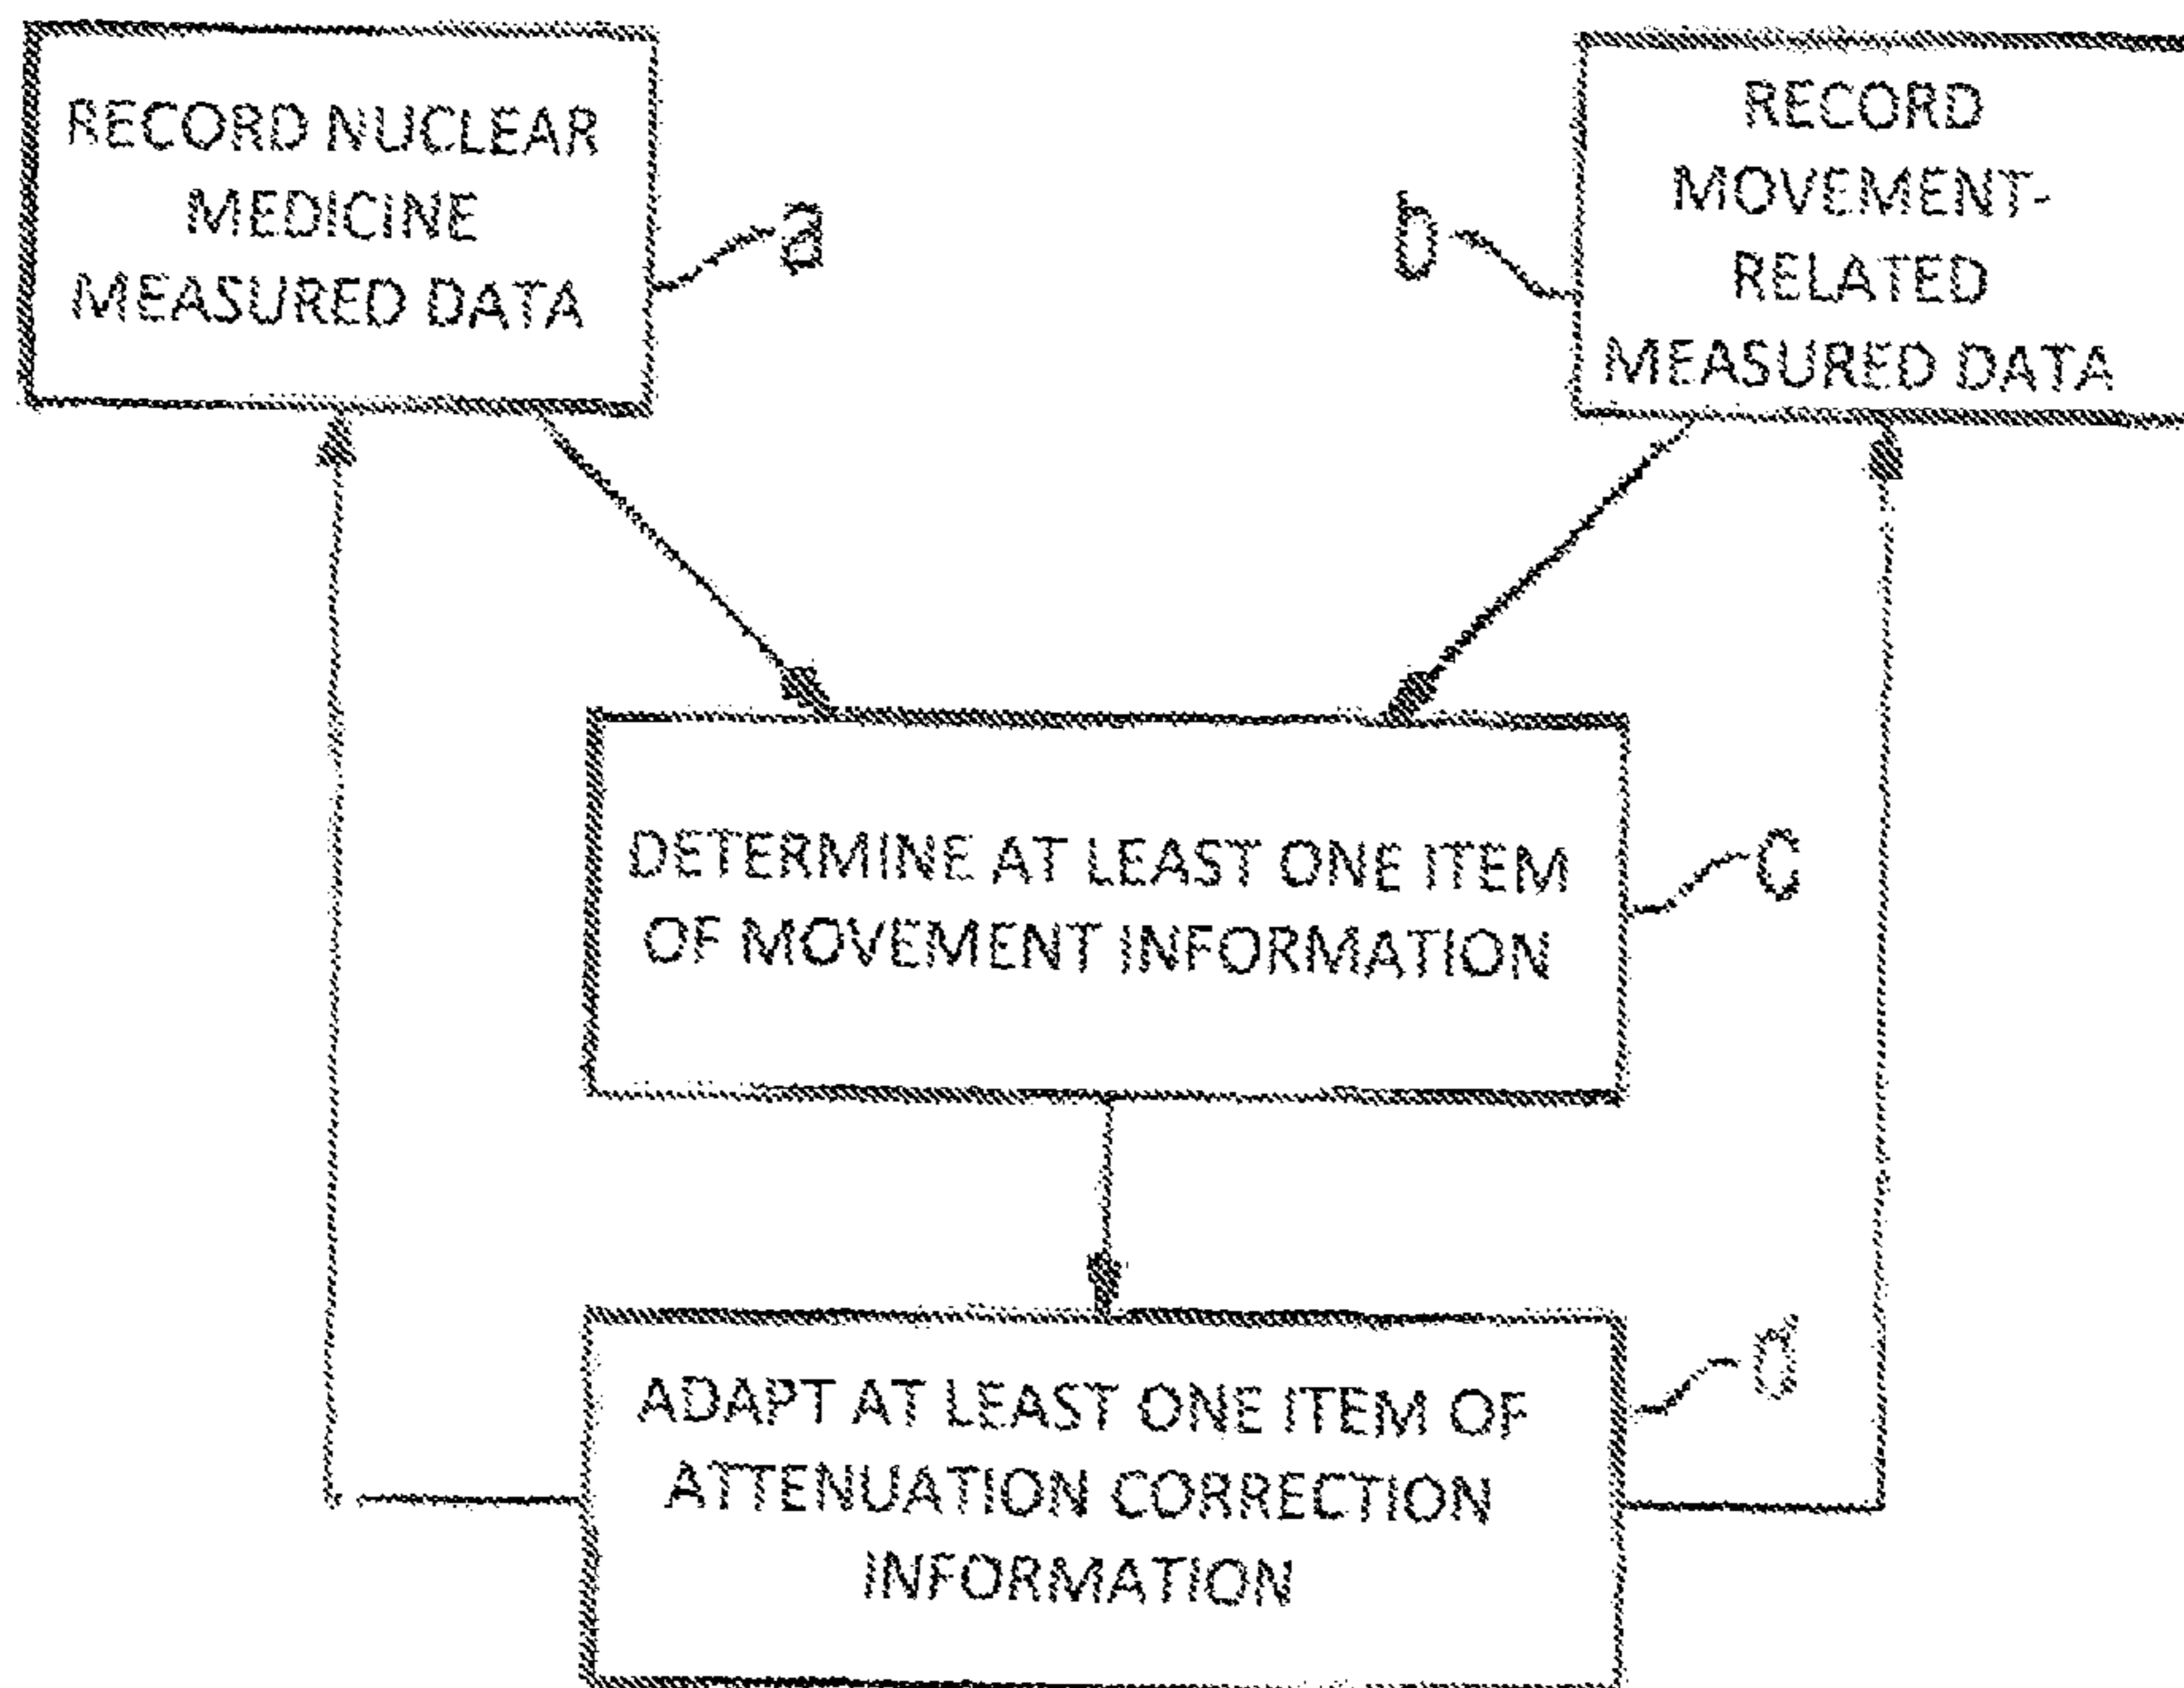 RECORD NUCLEAR
MEDICINE
MEASURED DATA
a
b
RECORD
MOVEMENT-
RELATED
MEASURED DATA
DETERMINE AT LEAST ONE ITEM
OF MOVEMENT INFORMATION
c
ADAPT AT LEAST ONE ITEM OF
ATTENUATION CORRECTION
INFORMATION
d